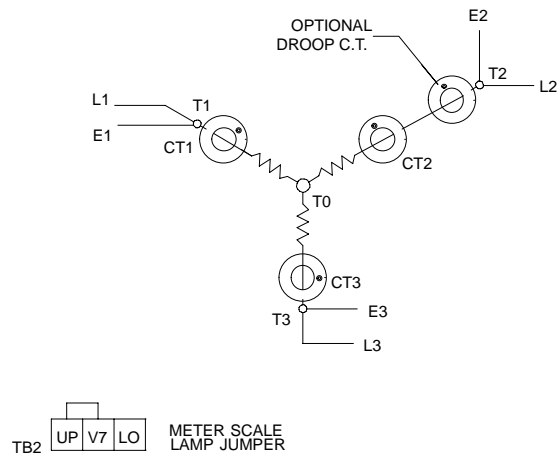 E2
OPTIONAL
DROOP C.T.
T2
L2
L1
T1
E1
CT1
CT2
T0
CT3
T3
E3
L3
TB2
UP V7 LO
METER SCALE
LAMP JUMPER